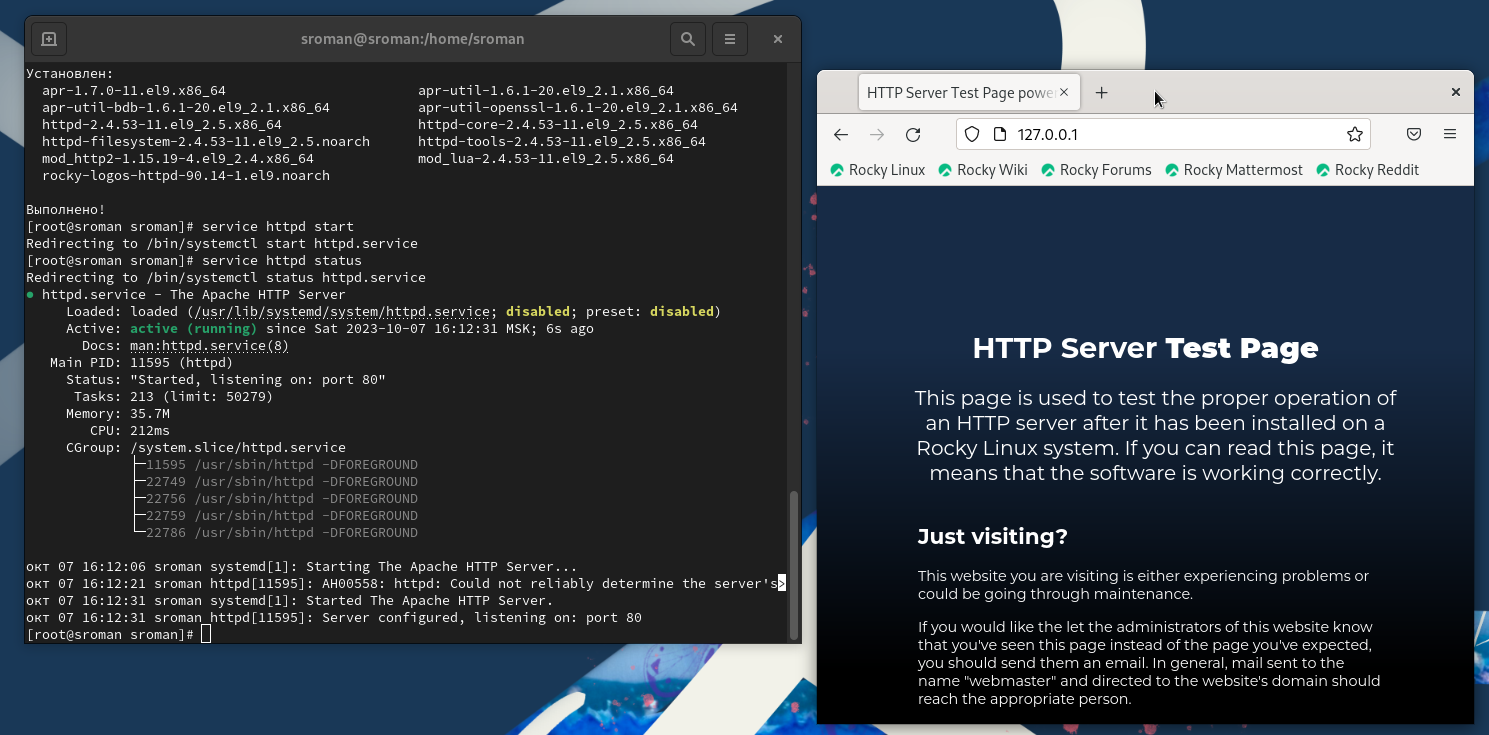 sroman@sroman:/home/sroman
Установлен:
apr-1.7.0-11.el9.x86_64 apr-util-1.6.1-20.el9_2.1.x86_64
apr-util-bdb-1.6.1-20.el9_2.1.x86_64 apr-util-openssl-1.6.1-20.el9_2.1.x86_64
httpd-2.4.53-11.el9_2.5.x86_64 httpd-core-2.4.53-11.el9_2.5.x86_64
httpd-filesystem-2.4.53-11.el9_2.5.noarch httpd-tools-2.4.53-11.el9_2.5.x86_64
mod_http2-1.15.19-4.el9_2.4.x86_64 mod_lua-2.4.53-11.el9_2.5.x86_64
rocky-logos-httpd-90.14-1.el9.noarch
Выполнено!
[root@sroman sroman]# service httpd start
Redirecting to /bin/systemctl start httpd.service
[root@sroman sroman]# service httpd status
Redirecting to /bin/systemctl status httpd.service
● httpd.service - The Apache HTTP Server
Loaded: loaded (/usr/lib/systemd/system/httpd.service; disabled; preset: disabled)
Active: active (running) since Sat 2023-10-07 16:12:31 MSK; 6s ago
Docs: man:httpd.service(8)
Main PID: 11595 (httpd)
Status: "Started, listening on: port 80"
Tasks: 213 (limit: 50279)
Memory: 35.7M
CPU: 212ms
CGroup: /system.slice/httpd.service
├─11595 /usr/sbin/httpd -DFOREGROUND
├─22749 /usr/sbin/httpd -DFOREGROUND
├─22756 /usr/sbin/httpd -DFOREGROUND
├─22759 /usr/sbin/httpd -DFOREGROUND
└─22786 /usr/sbin/httpd -DFOREGROUND
окт 07 16:12:06 sroman systemd[1]: Starting The Apache HTTP Server...
окт 07 16:12:21 sroman httpd[11595]: AH00558: httpd: Could not reliably determine the server's>
окт 07 16:12:31 sroman systemd[1]: Started The Apache HTTP Server.
окт 07 16:12:31 sroman httpd[11595]: Server configured, listening on: port 80
[root@sroman sroman]#
HTTP Server Test Page powe
127.0.0.1
Rocky Linux Rocky Wiki Rocky Forums Rocky Mattermost Rocky Reddit
HTTP Server Test Page
This page is used to test the proper operation of
an HTTP server after it has been installed on a
Rocky Linux system. If you can read this page, it
means that the software is working correctly.
Just visiting?
This website you are visiting is either experiencing problems or
could be going through maintenance.
If you would like the let the administrators of this website know
that you've seen this page instead of the page you've expected,
you should send them an email. In general, mail sent to the
name "webmaster" and directed to the website's domain should
reach the appropriate person.